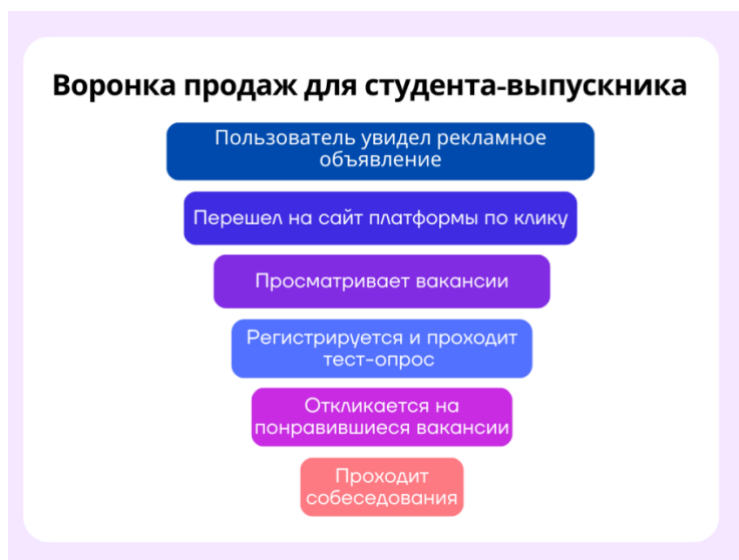 Воронка продаж для студента-выпускника
Пользователь увидел рекламное
объявление
Перешел на сайт платформы по клику
Просматривает вакансии
Регистрируется и проходит
тест-опрос
Откликается на
понравившиеся вакансии
Проходит
собеседования